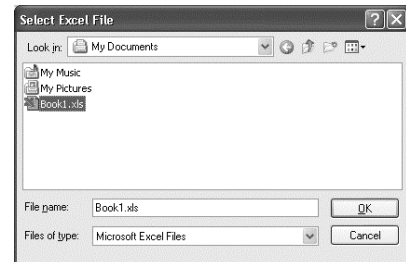 Select Excel File
Look in: My Documents
My Music
My Pictures
Book1.xls
File name: Book1.xls OK
Files of type: Microsoft Excel Files Cancel